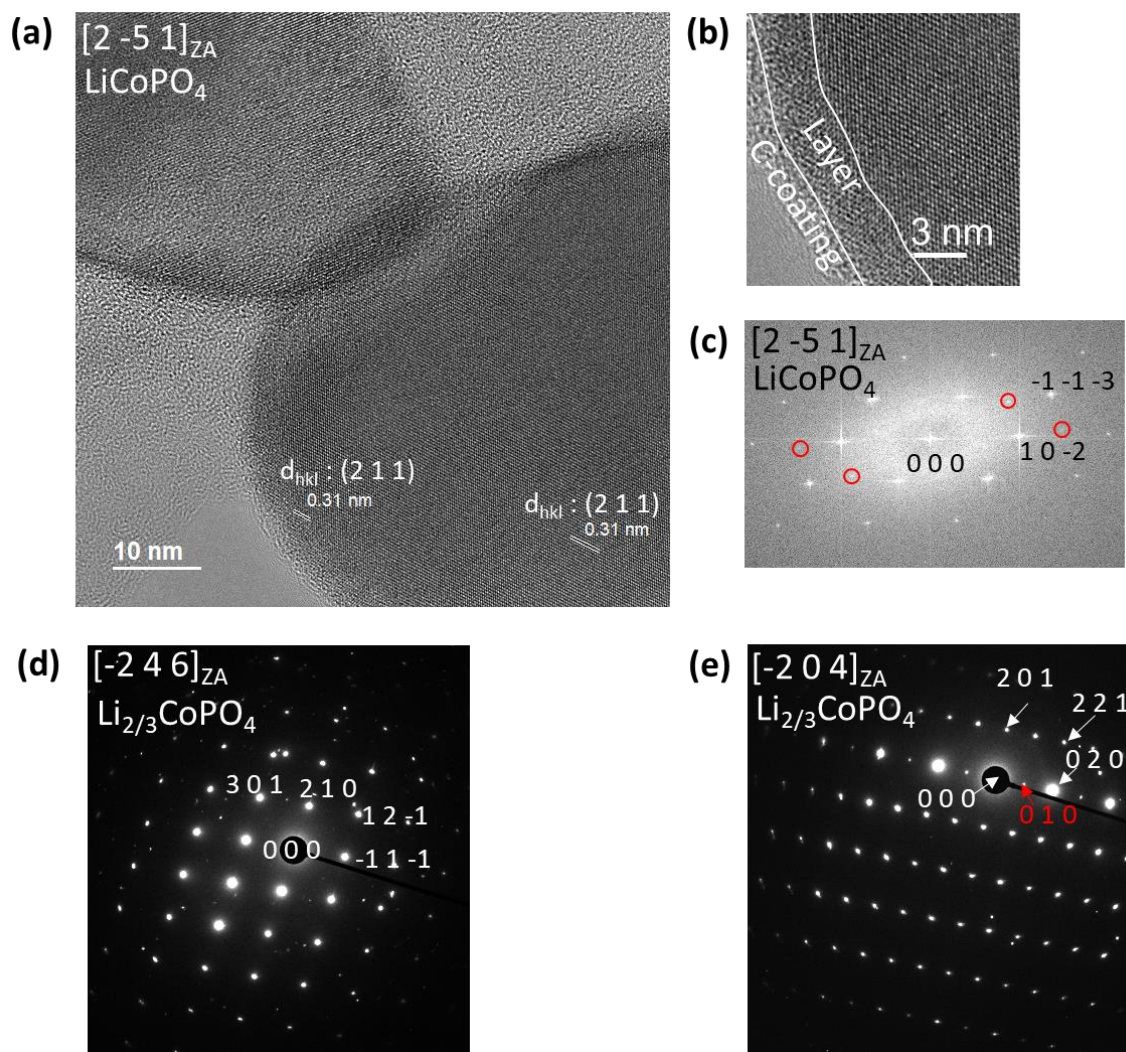 (a)
[2 -5 1]ZA
LiCoPO4
dhkl : (2 1 1)
0.31 nm
dhkl : (2 1 1)
0.31 nm
10 nm
(b)
Layer
C-coating
3 nm
(c)
[2 -5 1]ZA
LiCoPO4
-1 -1 -3
1 0 -2
0 0 0
(d)
[-2 4 6]ZA
Li2/3CoPO4
3 0 1
2 1 0
1 2 -1
0 0 0
-1 1 -1
(e)
[-2 0 4]ZA
Li2/3CoPO4
2 0 1
2 2 1
0 2 0
0 0 0
0 1 0